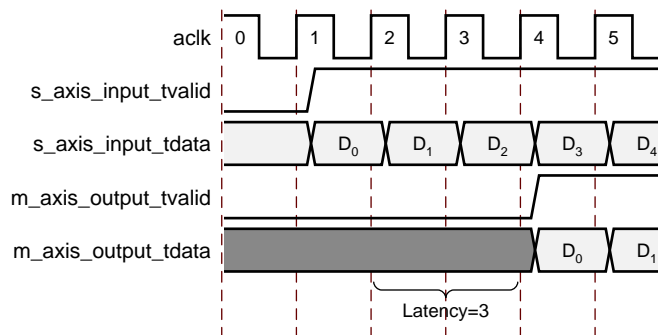 aclk 0 1 2 3 4 5
s_axis_input_tvalid
s_axis_input_tdata D₀ D₁ D₂ D₃ D₄
m_axis_output_tvalid
m_axis_output_tdata D₀ D₁
Latency=3